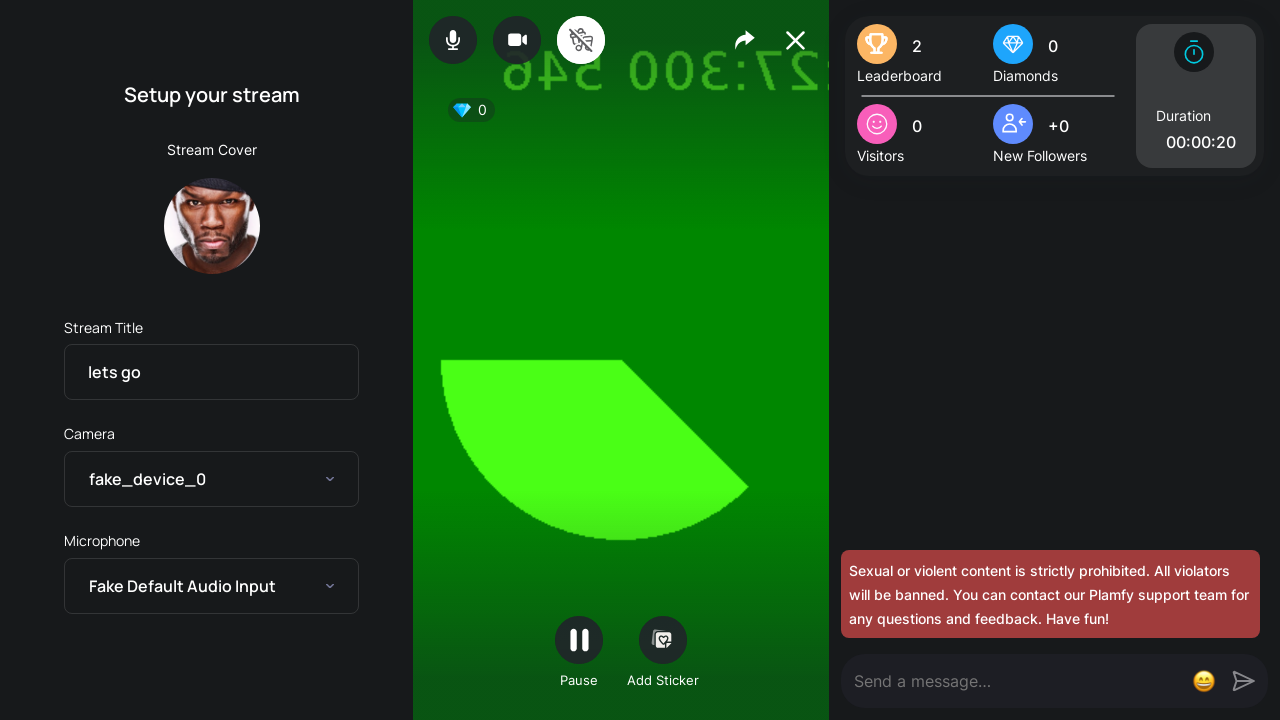 Setup your stream
Stream Cover
Stream Title
lets go
Camera
fake_device_0
Microphone
Fake Default Audio Input
:27:300 546
0
Pause
Add Sticker
2
Leaderboard
0
Diamonds
0
Visitors
+0
New Followers
Duration
00:00:20
Sexual or violent content is strictly prohibited. All violators
will be banned. You can contact our Plamfy support team for
any questions and feedback. Have fun!
Send a message...